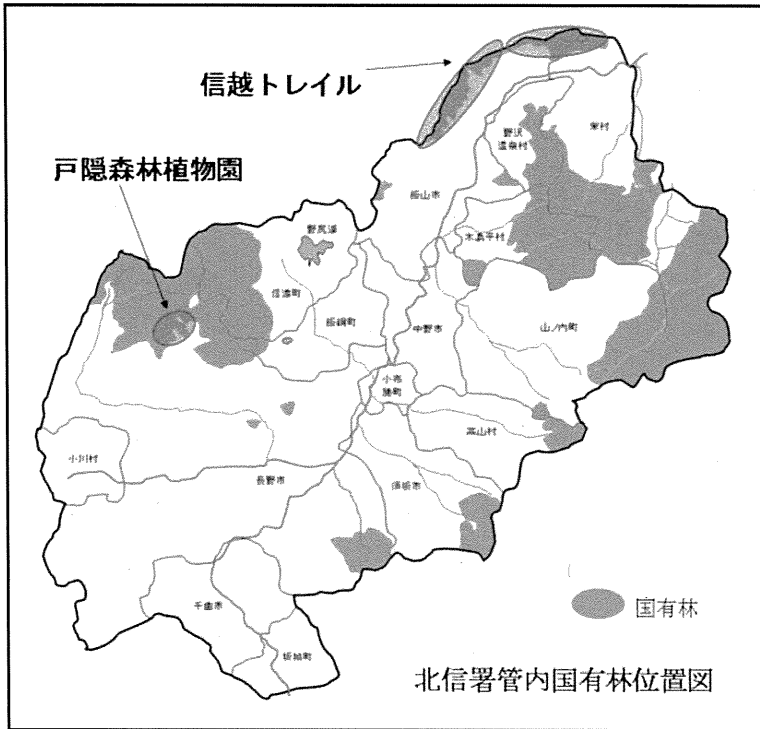 信越トレイル
戸隠森林植物園
野沢
温泉村
栄村
飯山市
木島平村
野尻湖
信濃町
飯綱町
中野市
山ノ内町
小布
施町
高山村
小川村
長野市
須坂市
千曲市
坂城町
国有林
北信署管内国有林位置図